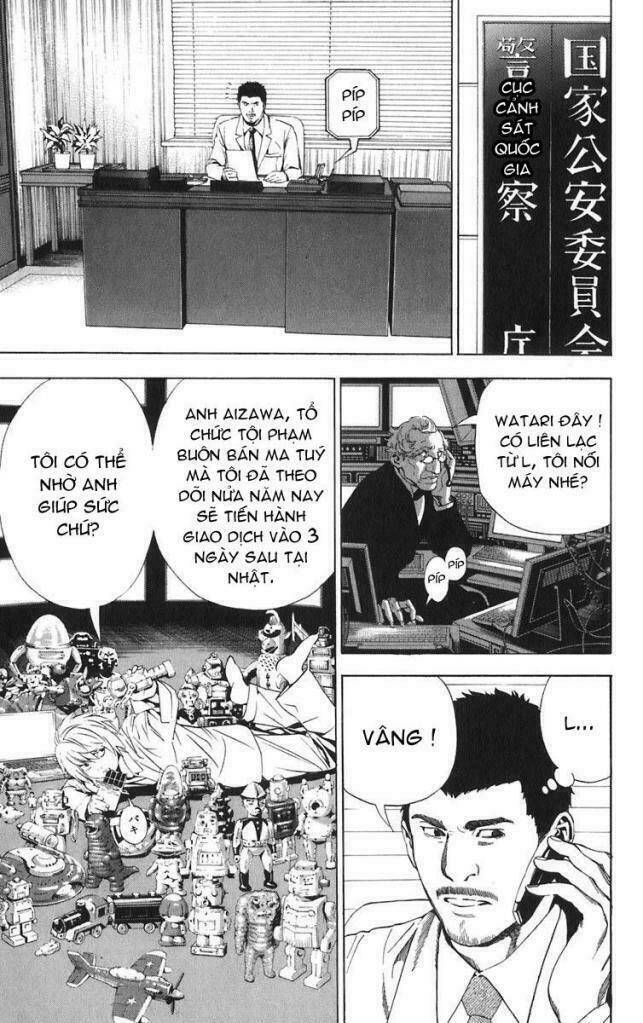 国家公安委員会
警察庁
CỤC
CẢNH
SÁT
QUỐC
GIA
PÍP
PÍP
WATARI ĐÂY !
CÓ LIÊN LẠC
TỪ L, TÔI NỐI
MÁY NHÉ?
PÍP
PÍP
L...
VÂNG !
ANH AIZAWA, TỔ
CHỨC TỘI PHẠM
BUÔN BÁN MA TUÝ
MÀ TÔI ĐÃ THEO
DÕI NỬA NĂM NAY
SẼ TIẾN HÀNH
GIAO DỊCH VÀO 3
NGÀY SAU TẠI
NHẬT.
TÔI CÓ THỂ
NHỜ ANH
GIÚP SỨC
CHỨ?
パキ